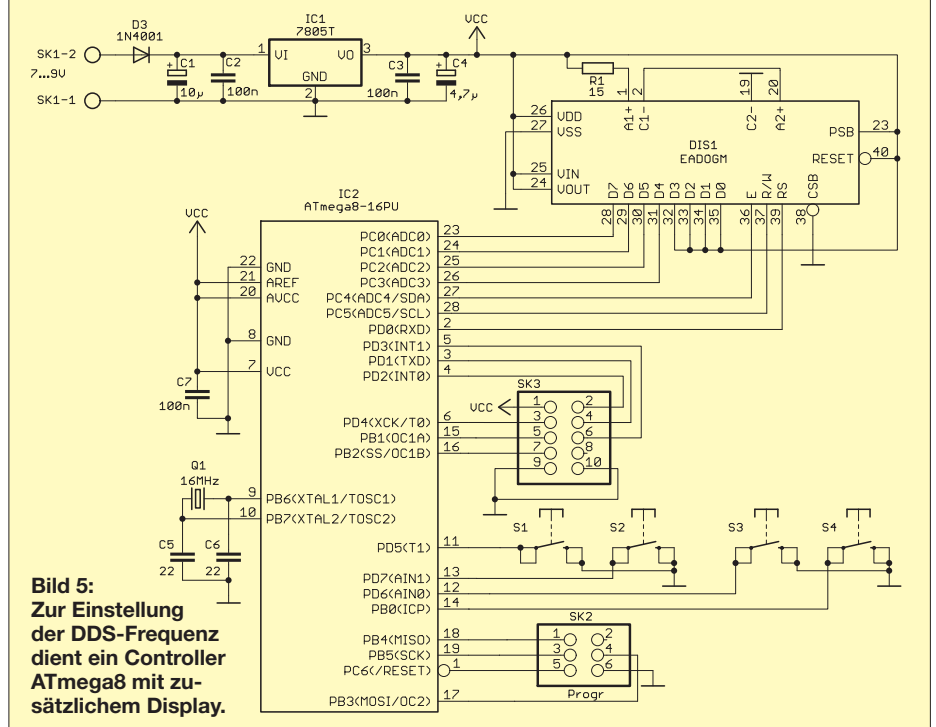 D3
1N4001
SK1-2
7...9V
SK1-1
C1
10µ
C2
100n
IC1
7805T
1
VI
VO
3
GND
2
C3
100n
C4
4,7µ
VCC
R1
15
1
2
19
20
A1+
C1-
C2-
A2+
26
VDD
27
VSS
25
VIN
24
VOUT
DIS1
EADOGM
PSB
23
RESET
40
D7
D6
D5
D4
D3
D2
D1
D0
E
R/W
RS
CSB
28
29
30
31
32
33
34
35
36
37
39
38
IC2
ATmega8-16PU
VCC
22
GND
21
AREF
20
AVCC
8
GND
7
VCC
C7
100n
Q1
16MHz
9
PB6(XTAL1/TOSC1)
10
PB7(XTAL2/TOSC2)
C5
22
C6
22
PC0(ADC0)
23
PC1(ADC1)
24
PC2(ADC2)
25
PC3(ADC3)
26
PC4(ADC4/SDA)
27
PC5(ADC5/SCL)
28
PD0(RXD)
2
PD3(INT1)
5
PD1(TXD)
3
PD2(INT0)
4
PD4(XCK/T0)
6
PB1(OC1A)
15
PB2(SS/OC1B)
16
SK3
VCC
1
2
3
4
5
6
7
8
9
10
PD5(T1)
11
PD7(AIN1)
13
PD6(AIN0)
12
PB0(ICP)
14
S1
S2
S3
S4
PB4(MISO)
18
PB5(SCK)
19
PC6(/RESET)
1
PB3(MOSI/OC2)
17
SK2
1
2
3
4
5
6
Progr
Bild 5:
Zur Einstellung
der DDS-Frequenz
dient ein Controller
ATmega8 mit zu-
sätzlichem Display.